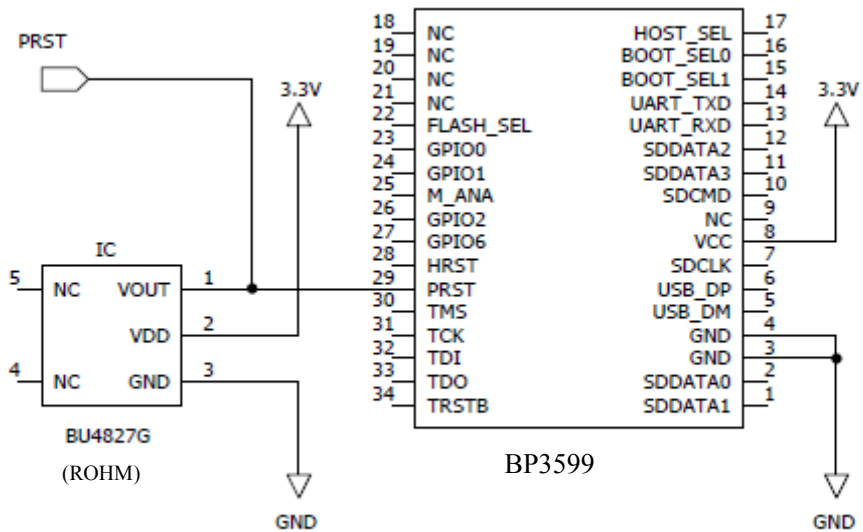 PRST
3.3V
IC
5 NC VOUT 1
VDD 2
4 NC GND 3
BU4827G
(ROHM)
GND
18 NC HOST_SEL 17
19 NC BOOT_SEL0 16
20 NC BOOT_SEL1 15
21 NC UART_TXD 14
22 FLASH_SEL UART_RXD 13
23 GPIO0 SDDATA2 12
24 GPIO1 SDDATA3 11
25 M_ANA SDCMD 10
26 GPIO2 NC 9
27 GPIO6 VCC 8
28 HRST SDCLK 7
29 PRST USB_DP 6
30 TMS USB_DM 5
31 TCK GND 4
32 TDI GND 3
33 TDO SDDATA0 2
34 TRSTB SDDATA1 1
BP3599
3.3V
GND